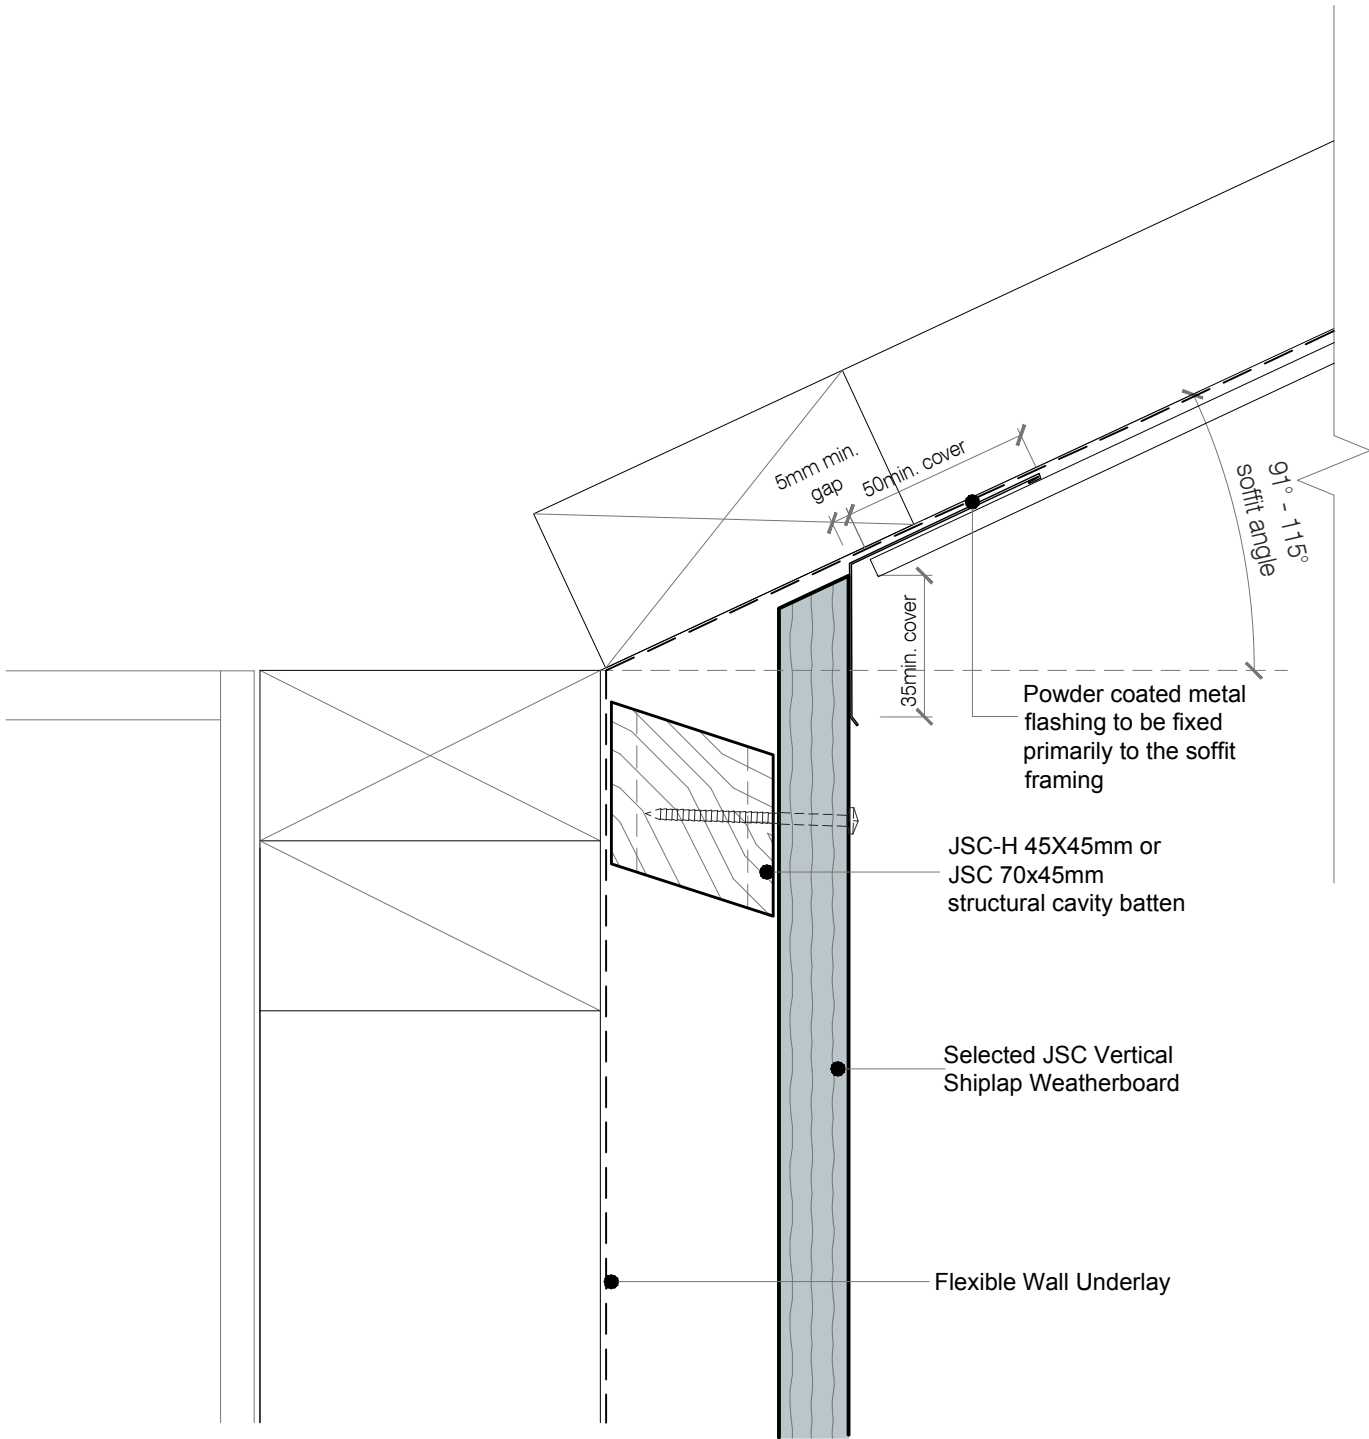 5mm min.
gap
50min. cover
91° - 115°
soffit angle
35min. cover
Powder coated metal
flashing to be fixed
primarily to the soffit
framing
JSC-H 45X45mm or
JSC 70x45mm
structural cavity batten
Selected JSC Vertical
Shiplap Weatherboard
Flexible Wall Underlay